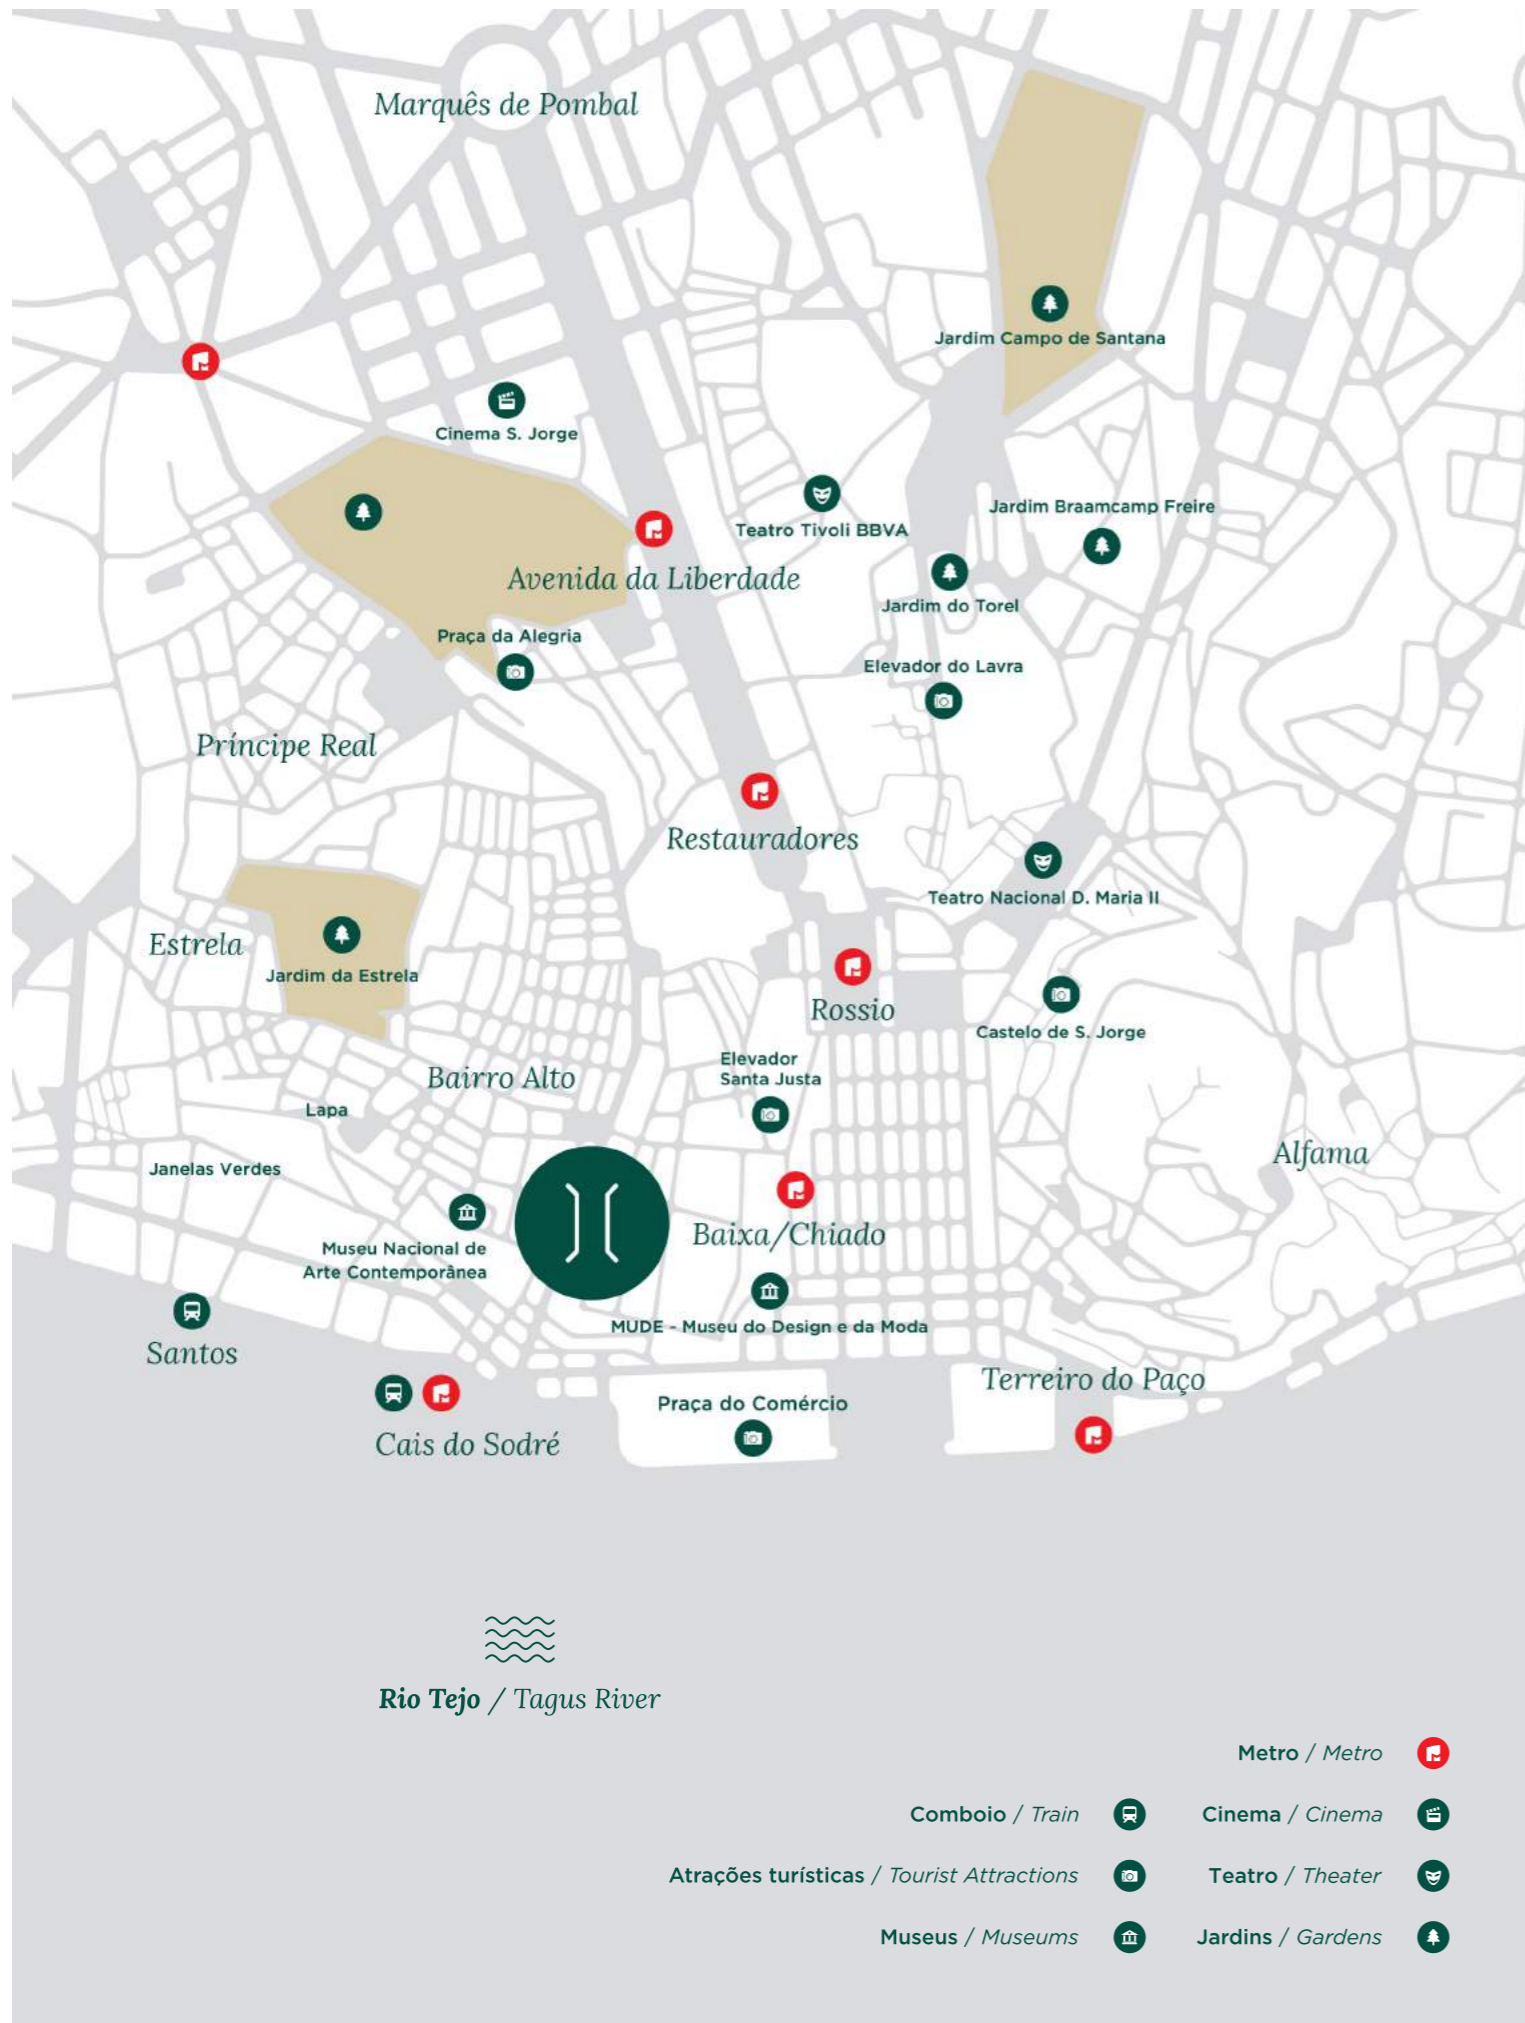 Marquês de Pombal
Jardim Campo de Santana
Cinema S. Jorge
Jardim Braamcamp Freire
Teatro Tivoli BBVA
Avenida da Liberdade
Jardim do Torel
Praça da Alegria
Elevador do Lavra
Príncipe Real
Restauradores
Teatro Nacional D. Maria II
Estrela
Jardim da Estrela
Rossio
Castelo de S. Jorge
Elevador
Santa Justa
Bairro Alto
Lapa
Alfama
Janelas Verdes
Baixa/Chiado
Museu Nacional de
Arte Contemporânea
MUDE - Museu do Design e da Moda
Santos
Terreiro do Paço
Praça do Comércio
Cais do Sodré
Rio Tejo / Tagus River
Metro / Metro
Comboio / Train
Cinema / Cinema
Atrações turísticas / Tourist Attractions
Teatro / Theater
Museus / Museums
Jardins / Gardens